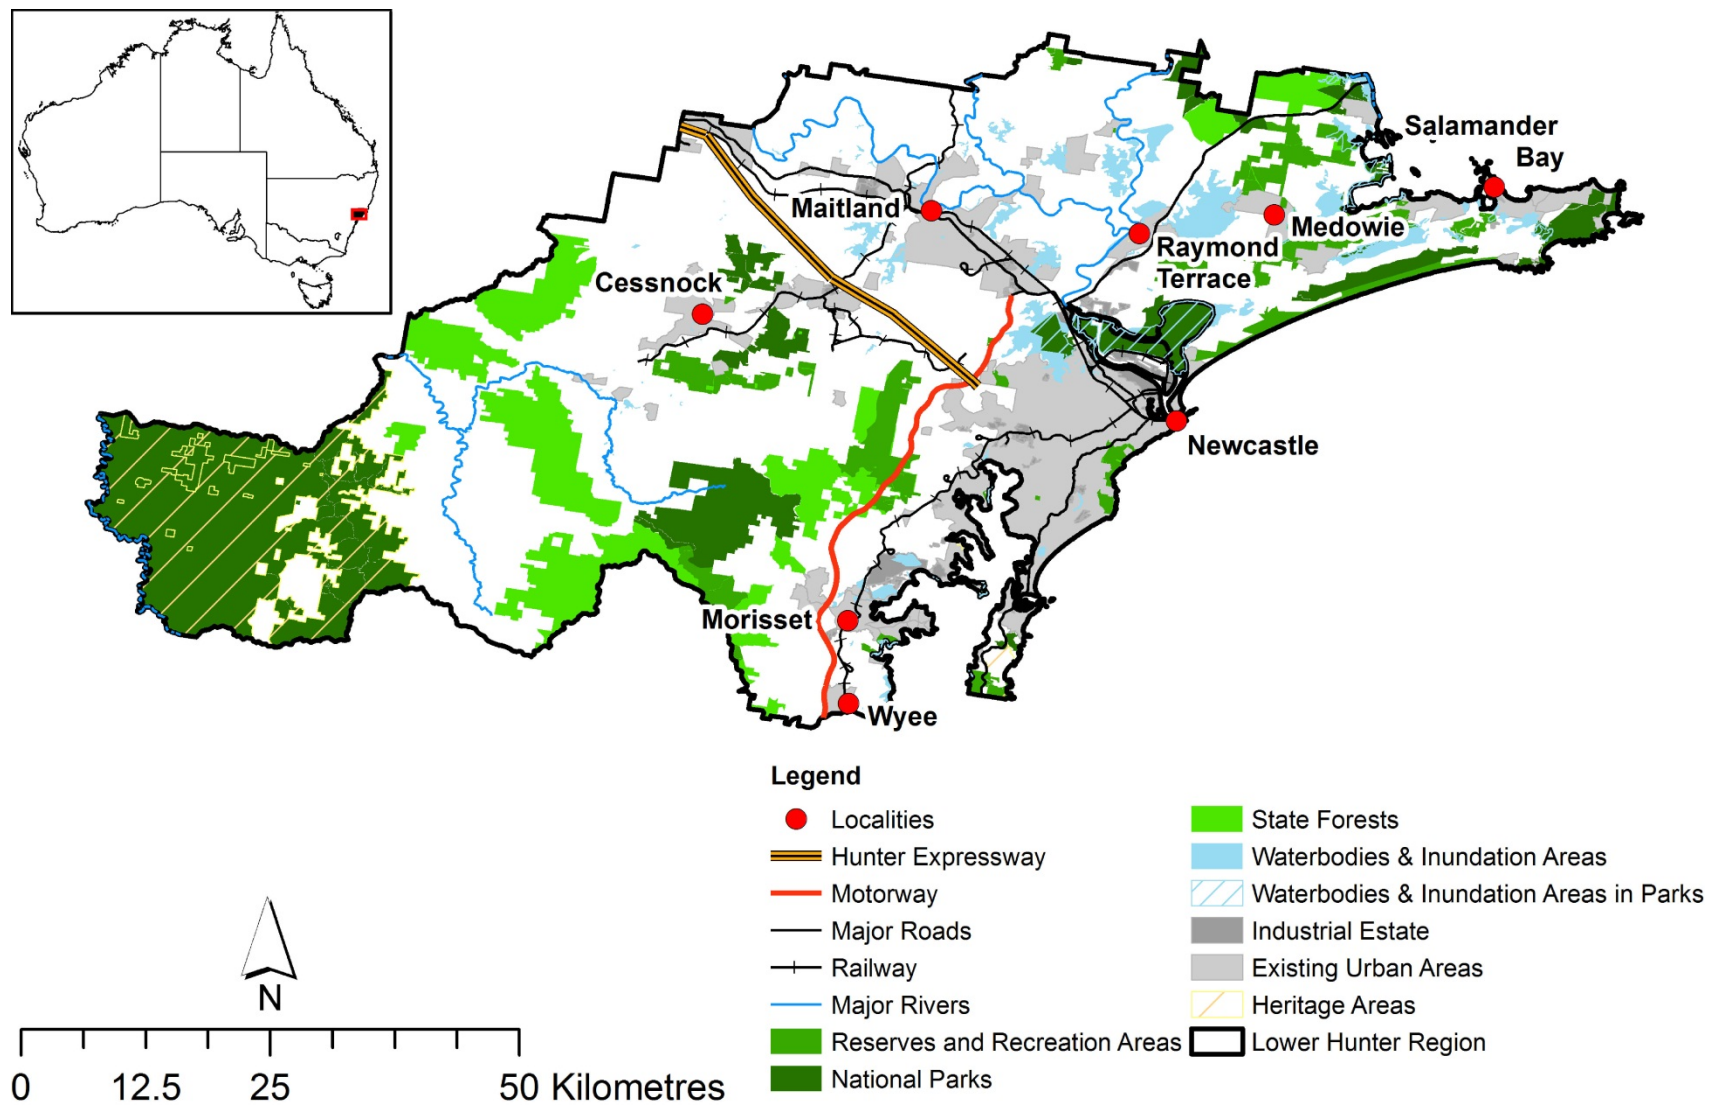 Salamander
Bay
Maitland
Medowie
Raymond
Terrace
Cessnock
Newcastle
Morisset
Wyee
Legend
Localities
Hunter Expressway
Motorway
Major Roads
Railway
Major Rivers
Reserves and Recreation Areas
National Parks
State Forests
Waterbodies & Inundation Areas
Waterbodies & Inundation Areas in Parks
Industrial Estate
Existing Urban Areas
Heritage Areas
Lower Hunter Region
N
0 12.5 25 50 Kilometres